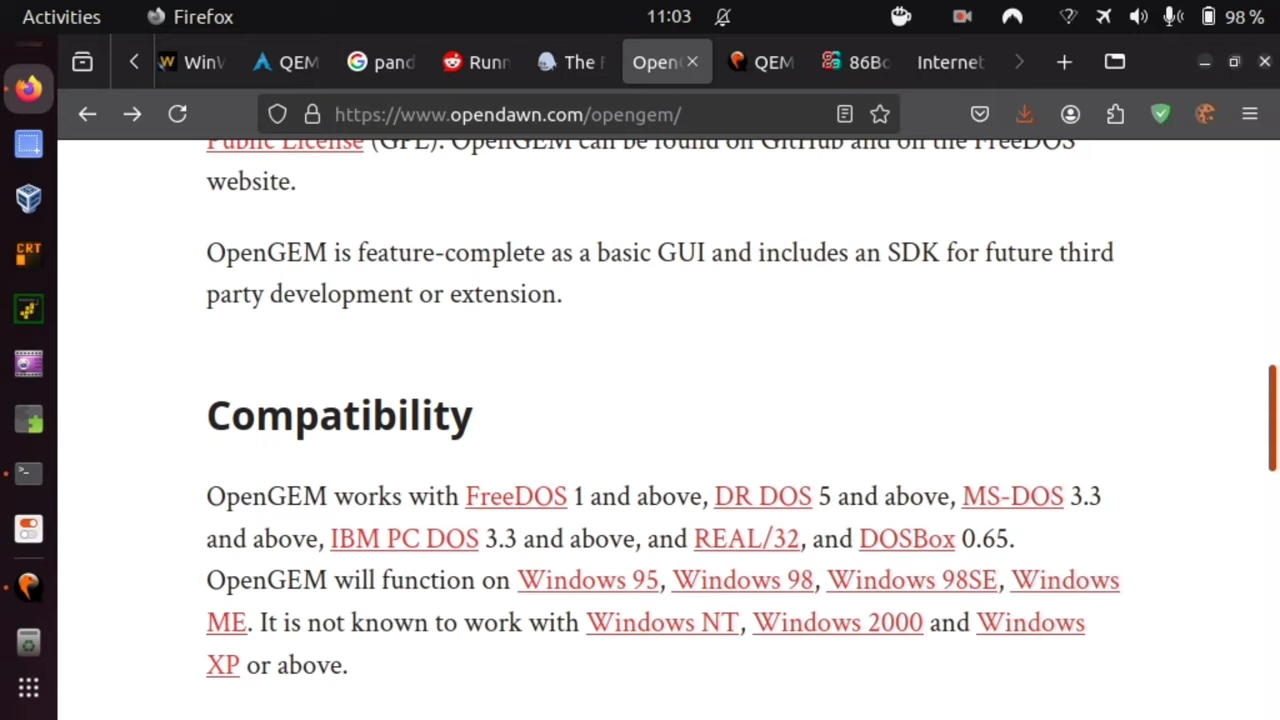 Activities Firefox 11:03 98 %
WinW QEM pand Runn The F Open QEM 86Bo Internet
https://www.opendawn.com/opengem/
Public License (GPL). OpenGEM can be found on GitHub and on the FreeDOS
website.
OpenGEM is feature-complete as a basic GUI and includes an SDK for future third
party development or extension.
Compatibility
OpenGEM works with FreeDOS 1 and above, DR DOS 5 and above, MS-DOS 3.3
and above, IBM PC DOS 3.3 and above, and REAL/32, and DOSBox 0.65.
OpenGEM will function on Windows 95, Windows 98, Windows 98SE, Windows
ME. It is not known to work with Windows NT, Windows 2000 and Windows
XP or above.
CRT